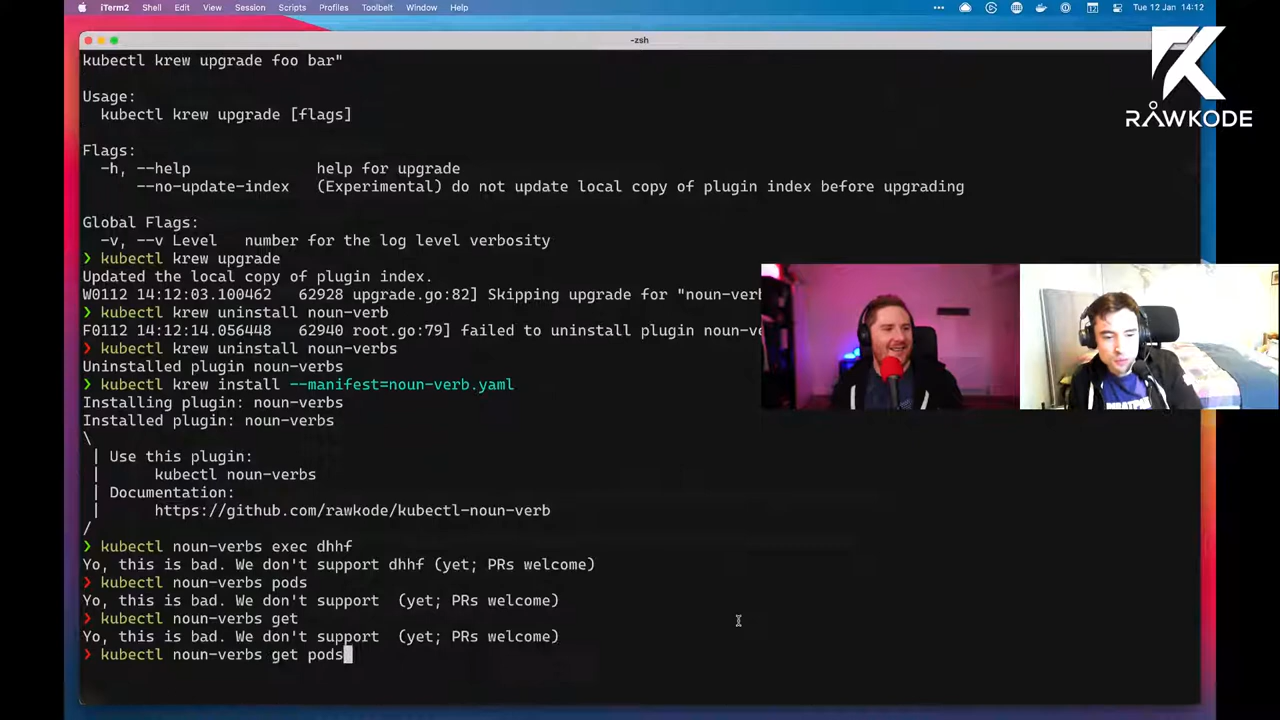 iTerm2 Shell Edit View Session Scripts Profiles Toolbelt Window Help
Tue 12 Jan 14:12
-zsh
RAWKODE
kubectl krew upgrade foo bar"
Usage:
kubectl krew upgrade [flags]
Flags:
-h, --help help for upgrade
--no-update-index (Experimental) do not update local copy of plugin index before upgrading
Global Flags:
-v, --v Level number for the log level verbosity
❯ kubectl krew upgrade
Updated the local copy of plugin index.
W0112 14:12:03.100462 62928 upgrade.go:82] Skipping upgrade for "noun-verb
❯ kubectl krew uninstall noun-verb
F0112 14:12:14.056448 62940 root.go:79] failed to uninstall plugin noun-ve
❯ kubectl krew uninstall noun-verbs
Uninstalled plugin noun-verbs
❯ kubectl krew install --manifest=noun-verb.yaml
Installing plugin: noun-verbs
Installed plugin: noun-verbs
\
| Use this plugin:
| kubectl noun-verbs
| Documentation:
| https://github.com/rawkode/kubectl-noun-verb
/
❯ kubectl noun-verbs exec dhhf
Yo, this is bad. We don't support dhhf (yet; PRs welcome)
❯ kubectl noun-verbs pods
Yo, this is bad. We don't support (yet; PRs welcome)
❯ kubectl noun-verbs get
Yo, this is bad. We don't support (yet; PRs welcome)
❯ kubectl noun-verbs get pods